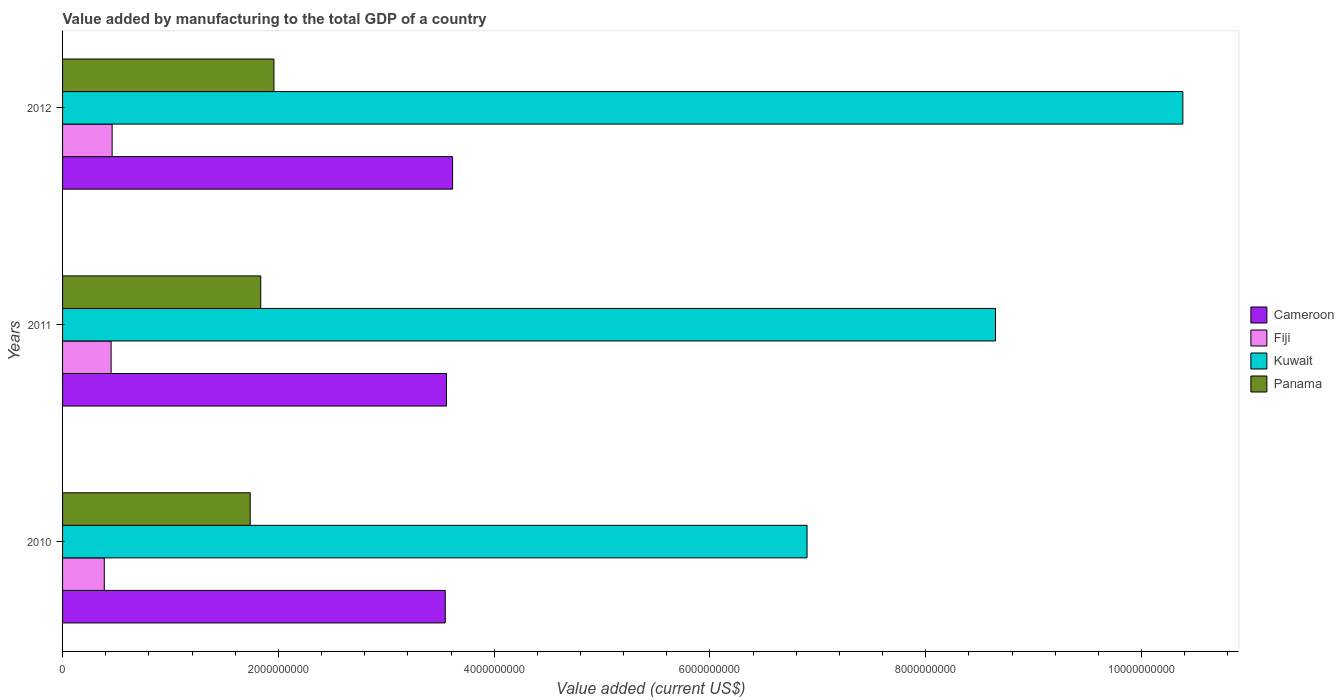 Value added by manufacturing to the total GDP of a country
2012
2011
2010
Years
0
2000000000
4000000000
6000000000
8000000000
10000000000
Value added (current US$)
Cameroon
Fiji
Kuwait
Panama